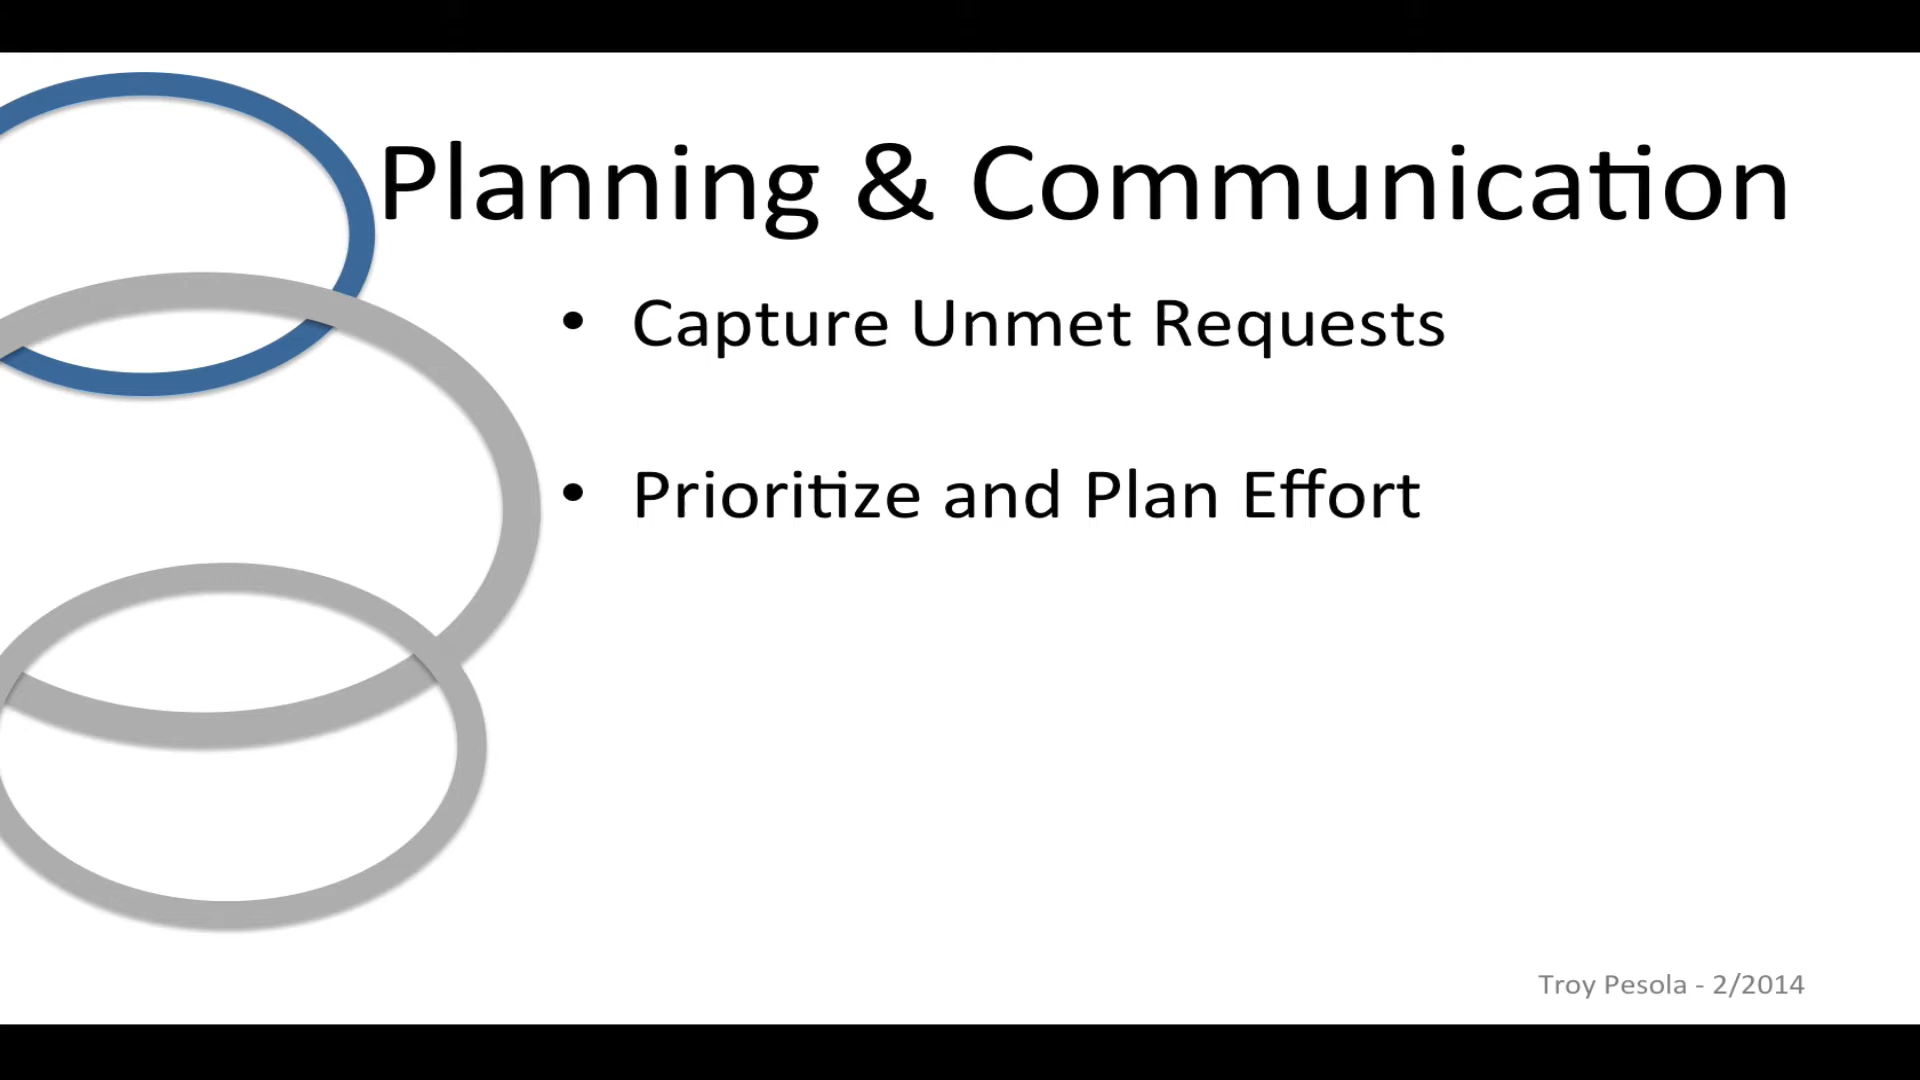 Planning & Communication
• Capture Unmet Requests
• Prioritize and Plan Effort
Troy Pesola - 2/2014